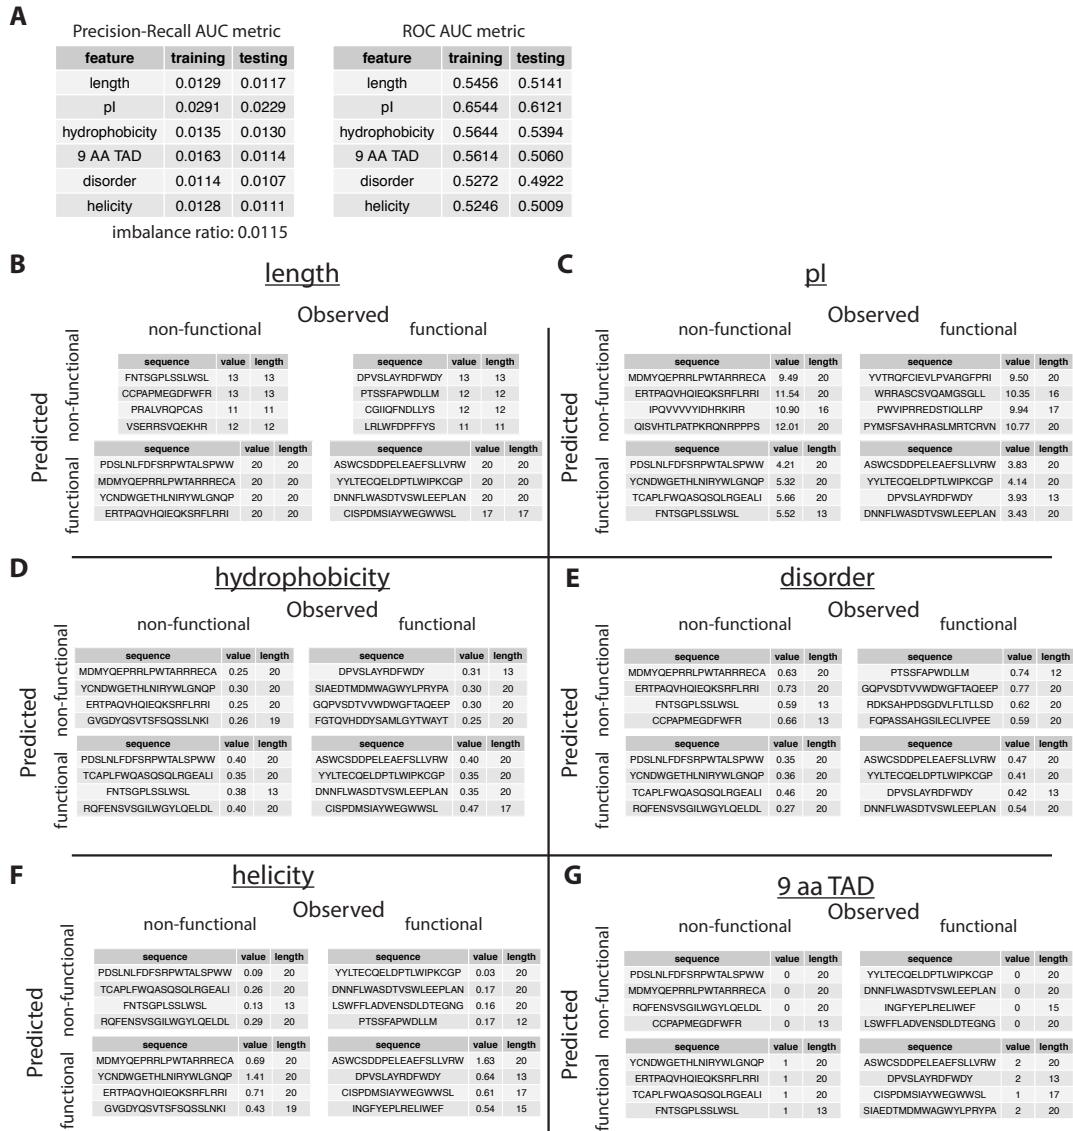 A
Precision-Recall AUC metric
feature training testing
length 0.0129 0.0117
pI 0.0291 0.0229
hydrophobicity 0.0135 0.0130
9 AA TAD 0.0163 0.0114
disorder 0.0114 0.0107
helicity 0.0128 0.0111
imbalance ratio: 0.0115
ROC AUC metric
feature training testing
length 0.5456 0.5141
pI 0.6544 0.6121
hydrophobicity 0.5644 0.5394
9 AA TAD 0.5614 0.5060
disorder 0.5272 0.4922
helicity 0.5246 0.5009
B
length
Observed
non-functional
functional
Predicted
non-functional
functional
sequence value length
FNTSGPLSSLWSL 13 13
CCPAPMEGDFWFR 13 13
PRALVRQPCAS 11 11
VSERRSVQEKHR 12 12
sequence value length
DPVSLAYRDFWDY 13 13
PTSSFAPWDLLM 12 12
CGIIQFNDLLYS 12 12
LRLWFDPFFYS 11 11
sequence value length
PDSLNLFDFSRPWTALSPWW 20 20
MDMYQEPRRLPWTARRRECA 20 20
YCNDWGETHLNIRYWLGNQP 20 20
ERTPAQVHQIEQKSRFLRRI 20 20
sequence value length
ASWCSDDPELEAEFSLLVRW 20 20
YYLTECQELDPTLWIPKCGP 20 20
DNNFLWASDTVSWLEEPLAN 20 20
CISPDMSIAYWEGWWSL 17 17
C
pI
Observed
non-functional
functional
Predicted
non-functional
functional
sequence value length
MDMYQEPRRLPWTARRRECA 9.49 20
ERTPAQVHQIEQKSRFLRRI 11.54 20
IPQVVVVYIDHRKIRR 10.90 16
QISVHTLPATPKRQNRPPPS 12.01 20
sequence value length
YVTRQFCIEVLPVARGFPRI 9.50 20
WRRASCSVQAMGSGLL 10.35 16
PWVIPRREDSTIQLLRP 9.94 17
PYMSFSAVHRASLMRTCRVN 10.77 20
sequence value length
PDSLNLFDFSRPWTALSPWW 4.21 20
YCNDWGETHLNIRYWLGNQP 5.32 20
TCAPLFWQASQSQLRGEALI 5.66 20
FNTSGPLSSLWSL 5.52 13
sequence value length
ASWCSDDPELEAEFSLLVRW 3.83 20
YYLTECQELDPTLWIPKCGP 4.14 20
DPVSLAYRDFWDY 3.93 13
DNNFLWASDTVSWLEEPLAN 3.43 20
D
hydrophobicity
Observed
non-functional
functional
Predicted
non-functional
functional
sequence value length
MDMYQEPRRLPWTARRRECA 0.25 20
YCNDWGETHLNIRYWLGNQP 0.30 20
ERTPAQVHQIEQKSRFLRRI 0.25 20
GVGDYQSVTSFSQSSLNKI 0.26 19
sequence value length
DPVSLAYRDFWDY 0.31 13
SIAEDTMDMWAGWYLPRYPA 0.30 20
GQPVSDTVVWDWGFTAQEEP 0.30 20
FGTQVHDDYSAMLGYTWAYT 0.25 20
sequence value length
PDSLNLFDFSRPWTALSPWW 0.40 20
TCAPLFWQASQSQLRGEALI 0.35 20
FNTSGPLSSLWSL 0.38 13
RQFENSVSGILWGYLQELDL 0.40 20
sequence value length
ASWCSDDPELEAEFSLLVRW 0.40 20
YYLTECQELDPTLWIPKCGP 0.35 20
DNNFLWASDTVSWLEEPLAN 0.35 20
CISPDMSIAYWEGWWSL 0.47 17
E
disorder
Observed
non-functional
functional
Predicted
non-functional
functional
sequence value length
MDMYQEPRRLPWTARRRECA 0.63 20
ERTPAQVHQIEQKSRFLRRI 0.73 20
FNTSGPLSSLWSL 0.59 13
CCPAPMEGDFWFR 0.66 13
sequence value length
PTSSFAPWDLLM 0.74 12
GQPVSDTVVWDWGFTAQEEP 0.77 20
RDKSAHPDSGDVLFLTLLSD 0.62 20
FQPASSAHGSILECLIVPEE 0.59 20
sequence value length
PDSLNLFDFSRPWTALSPWW 0.35 20
YCNDWGETHLNIRYWLGNQP 0.36 20
TCAPLFWQASQSQLRGEALI 0.46 20
RQFENSVSGILWGYLQELDL 0.27 20
sequence value length
ASWCSDDPELEAEFSLLVRW 0.47 20
YYLTECQELDPTLWIPKCGP 0.41 20
DPVSLAYRDFWDY 0.42 13
DNNFLWASDTVSWLEEPLAN 0.54 20
F
helicity
Observed
non-functional
functional
Predicted
non-functional
functional
sequence value length
PDSLNLFDFSRPWTALSPWW 0.09 20
TCAPLFWQASQSQLRGEALI 0.26 20
FNTSGPLSSLWSL 0.13 13
RQFENSVSGILWGYLQELDL 0.29 20
sequence value length
YYLTECQELDPTLWIPKCGP 0.03 20
DNNFLWASDTVSWLEEPLAN 0.17 20
LSWFFLADVENSDLDTEGNG 0.16 20
PTSSFAPWDLLM 0.17 12
sequence value length
MDMYQEPRRLPWTARRRECA 0.69 20
YCNDWGETHLNIRYWLGNQP 1.41 20
ERTPAQVHQIEQKSRFLRRI 0.71 20
GVGDYQSVTSFSQSSLNKI 0.43 19
sequence value length
ASWCSDDPELEAEFSLLVRW 1.63 20
DPVSLAYRDFWDY 0.64 13
CISPDMSIAYWEGWWSL 0.61 17
INGFYEPLRELIWEF 0.54 15
G
9 aa TAD
Observed
non-functional
functional
Predicted
non-functional
functional
sequence value length
PDSLNLFDFSRPWTALSPWW 0 20
MDMYQEPRRLPWTARRRECA 0 20
RQFENSVSGILWGYLQELDL 0 20
CCPAPMEGDFWFR 0 13
sequence value length
YYLTECQELDPTLWIPKCGP 0 20
DNNFLWASDTVSWLEEPLAN 0 20
INGFYEPLRELIWEF 0 15
LSWFFLADVENSDLDTEGNG 0 20
sequence value length
YCNDWGETHLNIRYWLGNQP 1 20
ERTPAQVHQIEQKSRFLRRI 1 20
TCAPLFWQASQSQLRGEALI 1 20
FNTSGPLSSLWSL 1 13
sequence value length
ASWCSDDPELEAEFSLLVRW 2 20
DPVSLAYRDFWDY 2 13
CISPDMSIAYWEGWWSL 1 17
SIAEDTMDMWAGWYLPRYPA 2 20